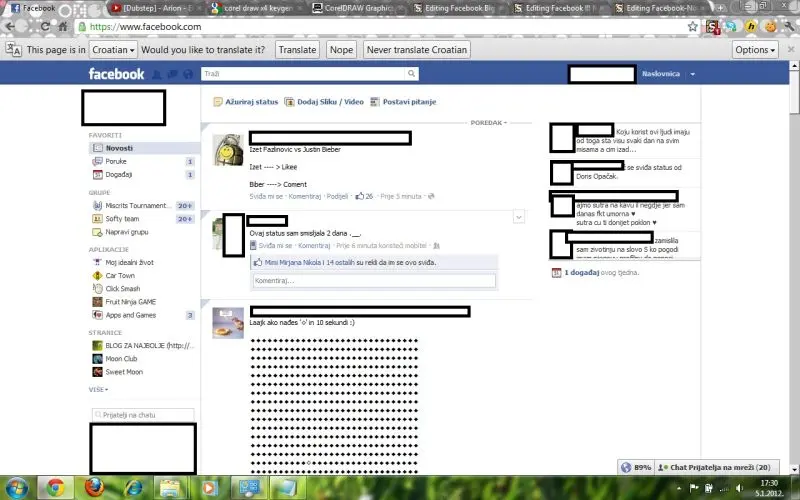 Facebook
[Dubstep] - Arion - E
corel draw x4 keygen
CorelDRAW Graphic
Editing Facebook Bl
Editing Facebook !!! N
Editing Facebook-No
https://www.facebook.com
This page is in Croatian Would you like to translate it? Translate Nope Never translate Croatian Options
facebook
Traži
Naslovnica
Ažuriraj status Dodaj Sliku / Video Postavi pitanje
POREDAK
FAVORITI
Novosti
Poruke 1
Događaji 1
GRUPE
Miscrits Tournament... 20+
Softy team 20+
Napravi grupu
APLIKACIJE
Moj idealni život
Car Town
Click Smash
Fruit Ninja GAME
Apps and Games 3
STRANICE
BLOG ZA NAJBOLJE (http://...
Moon Club
Sweet Moon
VIŠE
Prijatelji na chatu
Izet Fazlinovic vs Justin Bieber
Izet ---- > Likee
Biber ----> Coment
Sviđa mi se · Komentiraj · Podijeli · 26 · Prije 5 minuta ·
Ovaj status sam smisljala 2 dana .__.
Sviđa mi se · Komentiraj · Prije 6 minuta koristeći mobitel ·
Mimi Mirjana Nikola i 14 ostalih su rekli da im se ovo sviđa.
Komentiraj...
Laajk ako nađes '◊' in 10 sekundi :)
Koju korist ovi ljudi imaju
od toga sta visu svaki dan na svim
misama a cim izad...
se sviđa status od
Doris Opačak.
ajmo sutra na kavu il negdje jer sam
danas fkt umorna ♥
sutra cu ti donijet poklon ♥
zamislila
sam zivotinju na slovo S ko pogodi
1 događaj ovog tjedna.
89%
Chat Prijatelja na mreži (20)
17:30
5.1.2012.